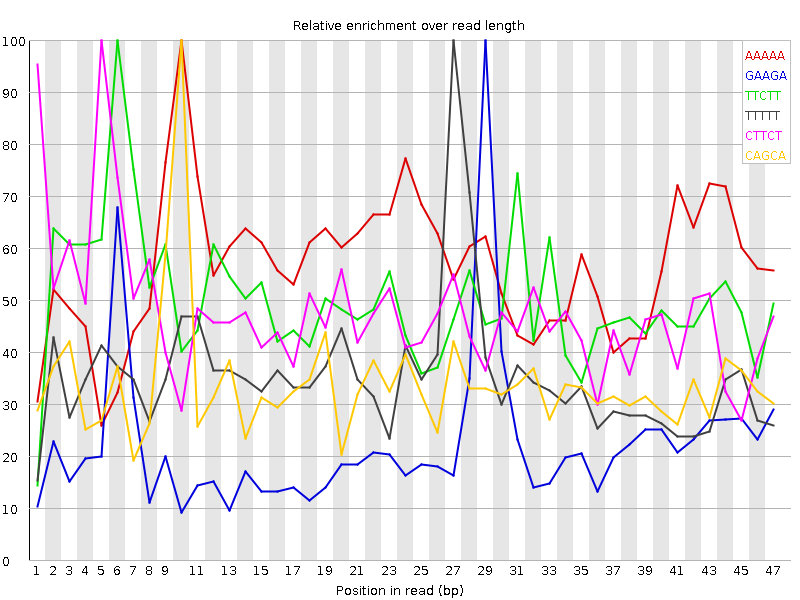 Relative enrichment over read length
100
90
80
70
60
50
40
30
20
10
0
AAAAA
GAAGA
TTCTT
TTTTT
CTTCT
CAGCA
1 2 3 4 5 6 7 8 9 11 13 15 17 19 21 23 25 27 29 31 33 35 37 39 41 43 45 47
Position in read (bp)